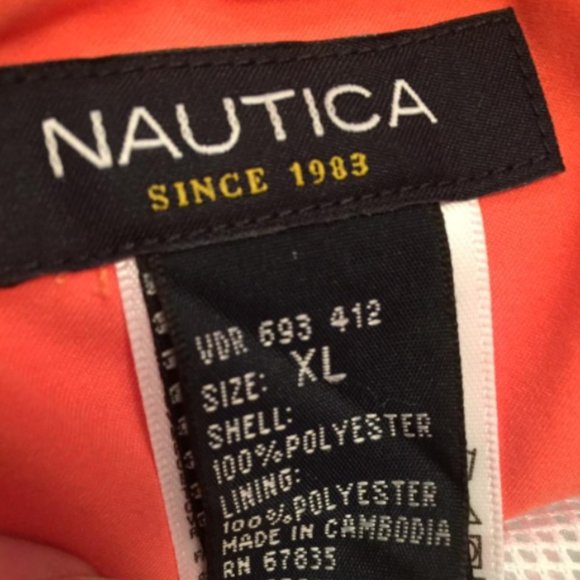 NAUTICA
SINCE 1983
VDR 693 412
SIZE: XL
SHELL:
100%POLYESTER
LINING:
100%POLYESTER
MADE IN CAMBODIA
RN 67835